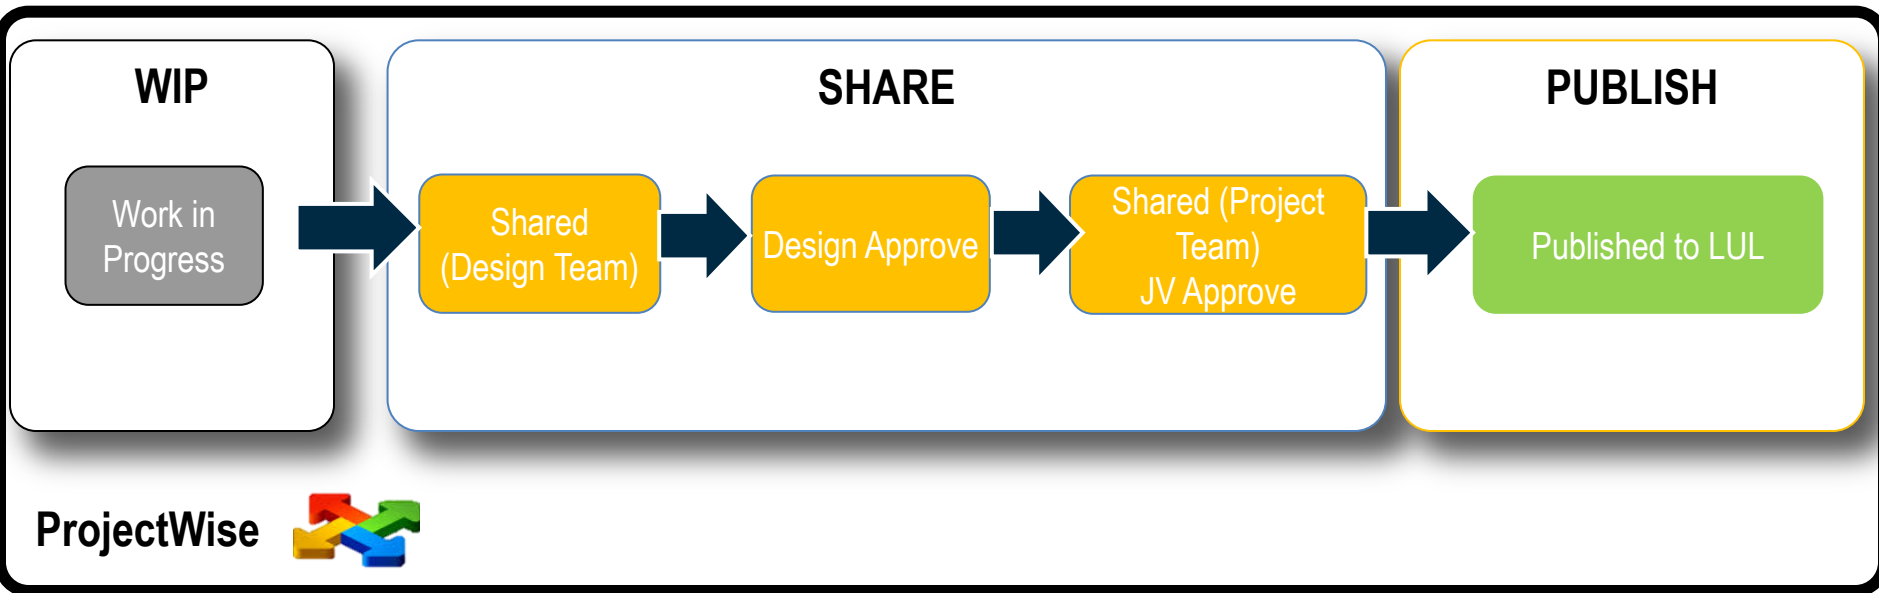 WIP
SHARE
PUBLISH
Work in
Progress
Shared
(Design Team)
Design Approve
Shared (Project
Team)
JV Approve
Published to LUL
ProjectWise